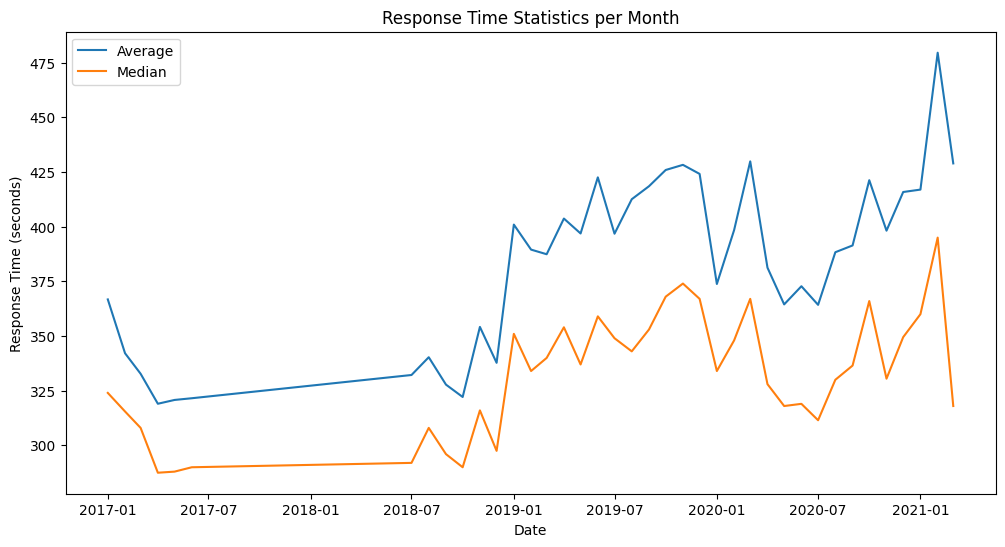 Response Time Statistics per Month
Average
Median
475
450
425
400
375
350
325
300
Response Time (seconds)
2017-01 2017-07 2018-01 2018-07 2019-01 2019-07 2020-01 2020-07 2021-01
Date